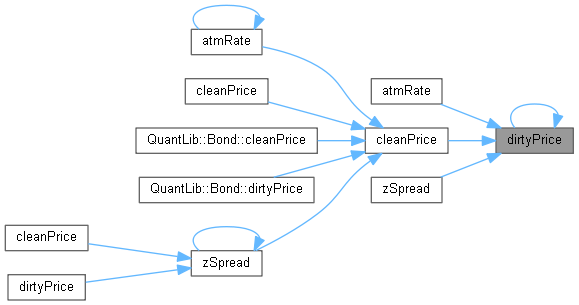 atmRate
cleanPrice
atmRate
QuantLib::Bond::cleanPrice
cleanPrice
dirtyPrice
QuantLib::Bond::dirtyPrice
zSpread
cleanPrice
zSpread
dirtyPrice